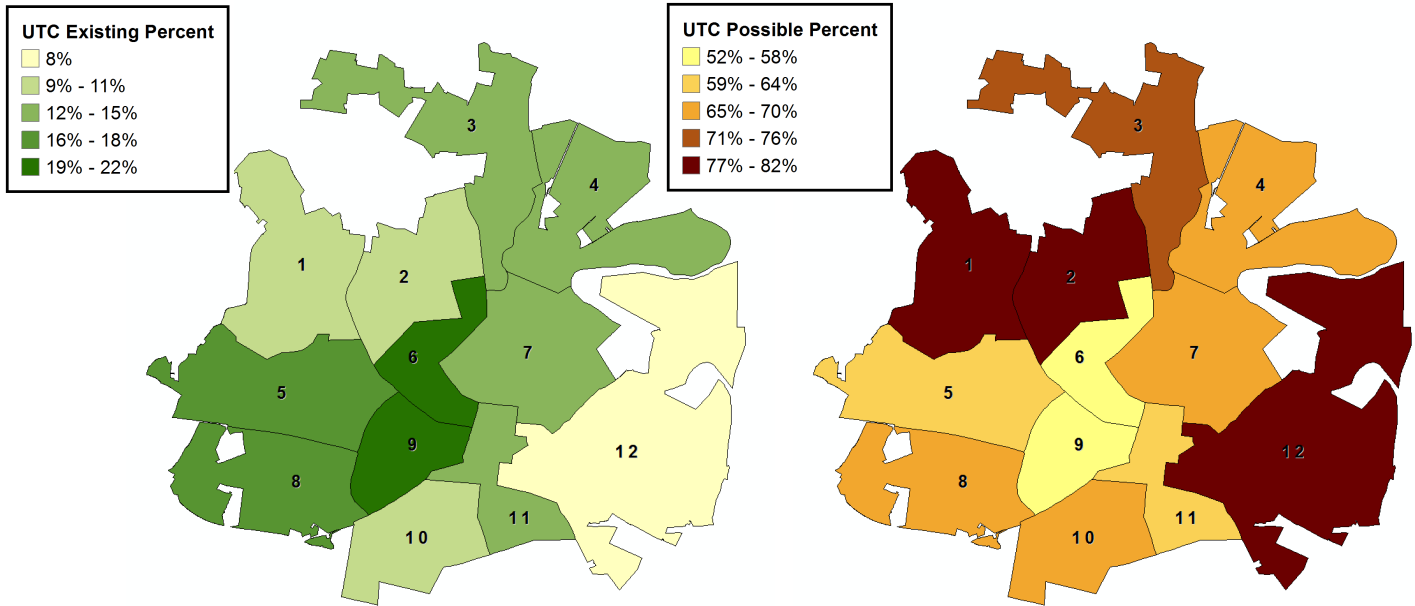 UTC Existing Percent
8%
9% - 11%
12% - 15%
16% - 18%
19% - 22%
3
4
1
2
6
7
5
9
8
12
10
11
UTC Possible Percent
52% - 58%
59% - 64%
65% - 70%
71% - 76%
77% - 82%
3
4
1
2
6
7
5
9
8
12
10
11